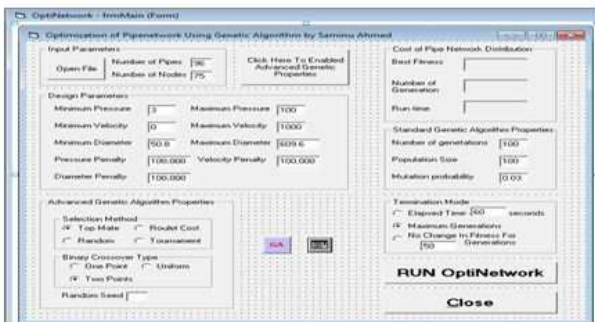 OptiNetwork - frmMain (Form)
Optimization of Pipenetwork Using Genetic Algorithm by Saminu Ahmed
Input Parameters
Open File
Number of Pipes 96
Number of Nodes 75
Click Here To Enabled
Advanced Genetic
Properties
Design Parameters
Minimum Pressure 3 Maximum Pressure 100
Minimum Velocity 0 Maximum Velocity 1000
Minimum Diameter 50.8 Maximum Diameter 609.6
Pressure Penalty 100,000 Velocity Penalty 100,000
Diameter Penalty 100,000
Advanced Genetic Algorithm Properties
Selection Method
Top Mate Roulet Cost
Random Tournament
Binary Crossover Type
One Point Uniform
Two Points
Random Seed
GA
Cost of Pipe Network Distribution
Best Fitness
Number of
Generation
Run time
Standard Genetic Algorithm Properties
Number of genetations 100
Population Size 100
Mutation probability 0.03
Termination Mode
Elapsed Time 60 seconds
Maximum Generations
No Change In Fitness For
50 Generations
RUN OptiNetwork
Close